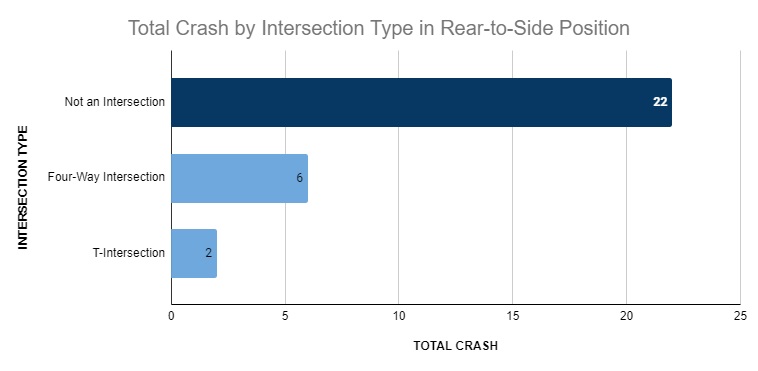 Total Crash by Intersection Type in Rear-to-Side Position
INTERSECTION TYPE
Not an Intersection
22
Four-Way Intersection
6
T-Intersection
2
0 5 10 15 20 25
TOTAL CRASH